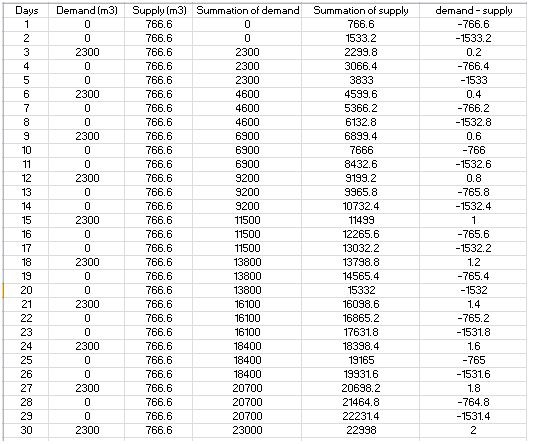 Days Demand (m3) Supply (m3) Summation of demand Summation of supply demand - supply
1 0 766.6 0 766.6 -766.6
2 0 766.6 0 1533.2 -1533.2
3 2300 766.6 2300 2299.8 0.2
4 0 766.6 2300 3066.4 -766.4
5 0 766.6 2300 3833 -1533
6 2300 766.6 4600 4599.6 0.4
7 0 766.6 4600 5366.2 -766.2
8 0 766.6 4600 6132.8 -1532.8
9 2300 766.6 6900 6899.4 0.6
10 0 766.6 6900 7666 -766
11 0 766.6 6900 8432.6 -1532.6
12 2300 766.6 9200 9199.2 0.8
13 0 766.6 9200 9965.8 -765.8
14 0 766.6 9200 10732.4 -1532.4
15 2300 766.6 11500 11499 1
16 0 766.6 11500 12265.6 -765.6
17 0 766.6 11500 13032.2 -1532.2
18 2300 766.6 13800 13798.8 1.2
19 0 766.6 13800 14565.4 -765.4
20 0 766.6 13800 15332 -1532
21 2300 766.6 16100 16098.6 1.4
22 0 766.6 16100 16865.2 -765.2
23 0 766.6 16100 17631.8 -1531.8
24 2300 766.6 18400 18398.4 1.6
25 0 766.6 18400 19165 -765
26 0 766.6 18400 19931.6 -1531.6
27 2300 766.6 20700 20698.2 1.8
28 0 766.6 20700 21464.8 -764.8
29 0 766.6 20700 22231.4 -1531.4
30 2300 766.6 23000 22998 2